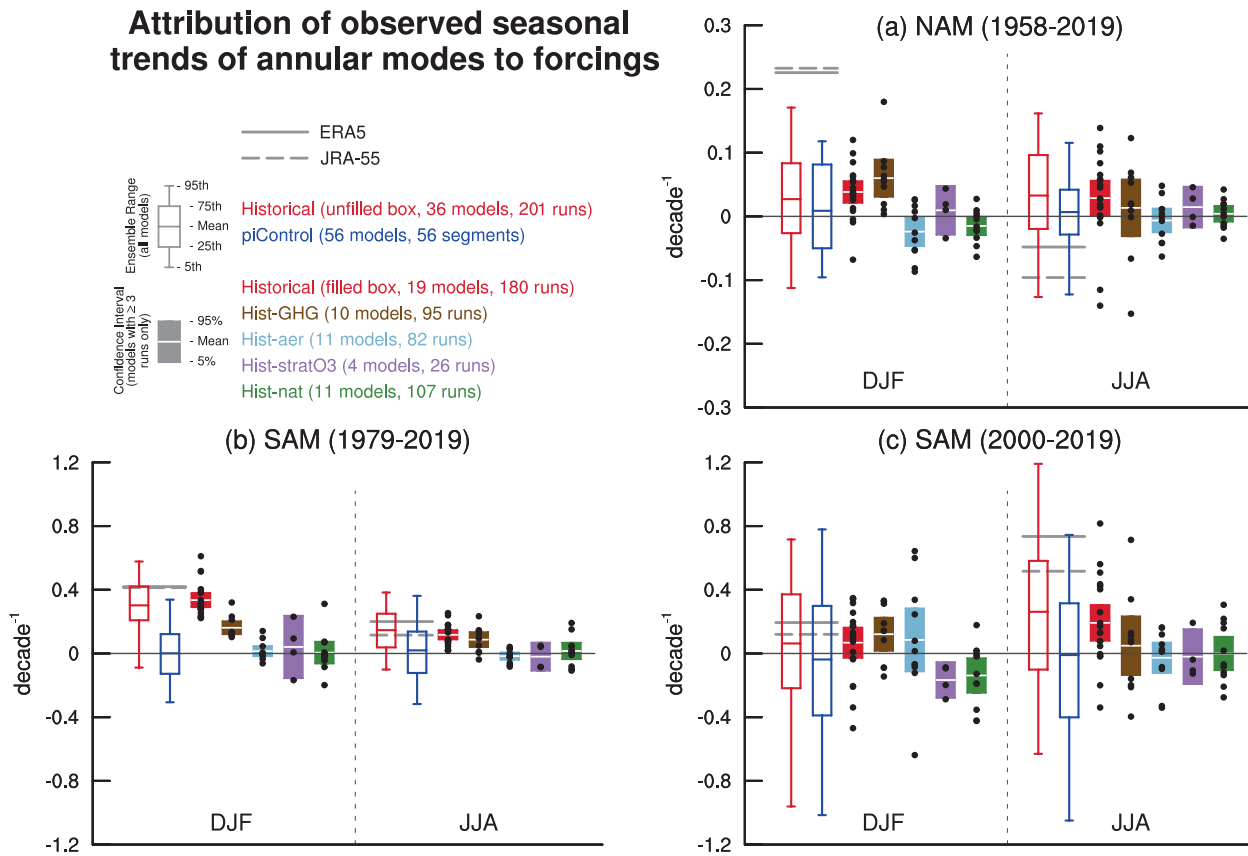 Attribution of observed seasonal
trends of annular modes to forcings
ERA5
JRA-55
Ensemble Range
(all models)
- 95th
- 75th
- Mean
- 25th
- 5th
Historical (unfilled box, 36 models, 201 runs)
piControl (56 models, 56 segments)
Confidence Interval
(models with ≥ 3
runs only)
- 95%
- Mean
- 5%
Historical (filled box, 19 models, 180 runs)
Hist-GHG (10 models, 95 runs)
Hist-aer (11 models, 82 runs)
Hist-stratO3 (4 models, 26 runs)
Hist-nat (11 models, 107 runs)
(a) NAM (1958-2019)
decade⁻¹
0.3
0.2
0.1
0
-0.1
-0.2
-0.3
DJF
JJA
(b) SAM (1979-2019)
decade⁻¹
1.2
0.8
0.4
0
-0.4
-0.8
-1.2
DJF
JJA
(c) SAM (2000-2019)
decade⁻¹
1.2
0.8
0.4
0
-0.4
-0.8
-1.2
DJF
JJA